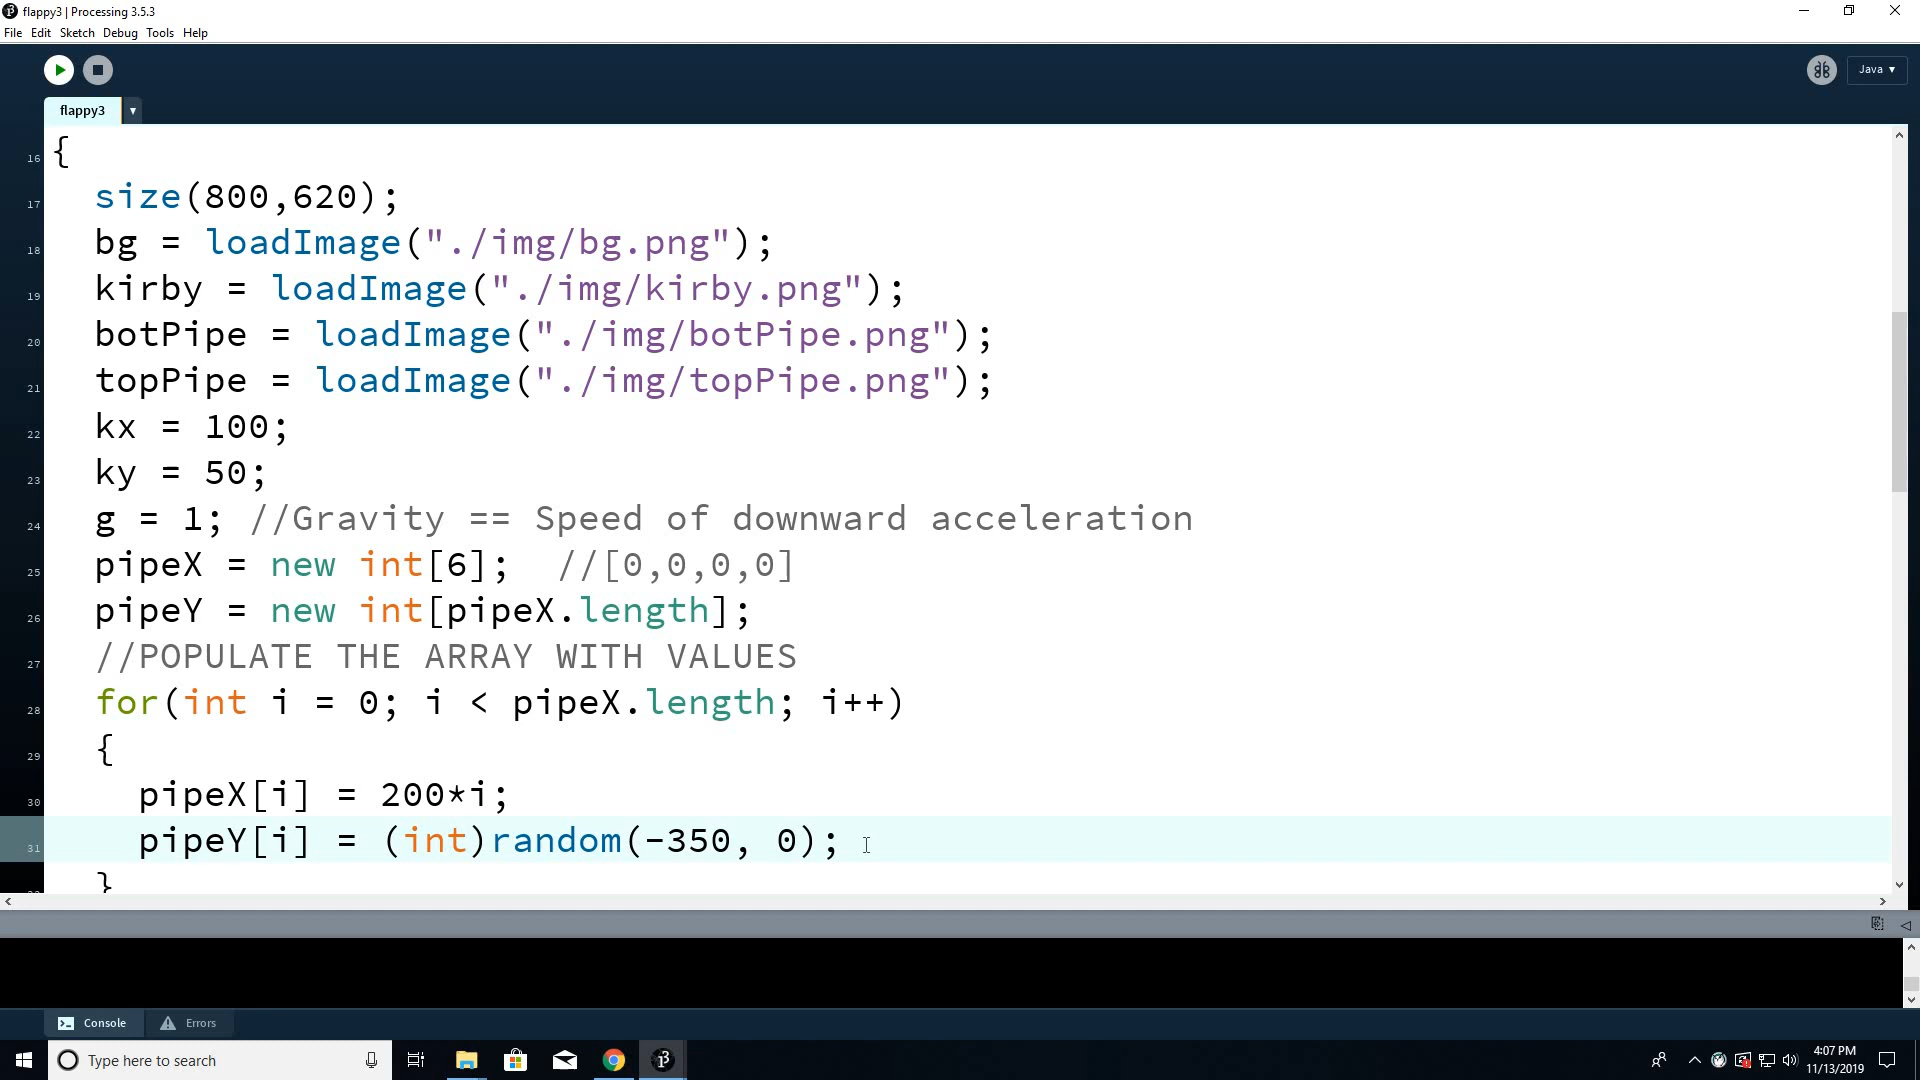 flappy3 | Processing 3.5.3
File Edit Sketch Debug Tools Help
Java ▾
flappy3 ▾
16 {
17 size(800,620);
18 bg = loadImage("./img/bg.png");
19 kirby = loadImage("./img/kirby.png");
20 botPipe = loadImage("./img/botPipe.png");
21 topPipe = loadImage("./img/topPipe.png");
22 kx = 100;
23 ky = 50;
24 g = 1; //Gravity == Speed of downward acceleration
25 pipeX = new int[6]; //[0,0,0,0]
26 pipeY = new int[pipeX.length];
27 //POPULATE THE ARRAY WITH VALUES
28 for(int i = 0; i < pipeX.length; i++)
29 {
30 pipeX[i] = 200*i;
31 pipeY[i] = (int)random(-350, 0);
}
Console Errors
Type here to search
4:07 PM
11/13/2019